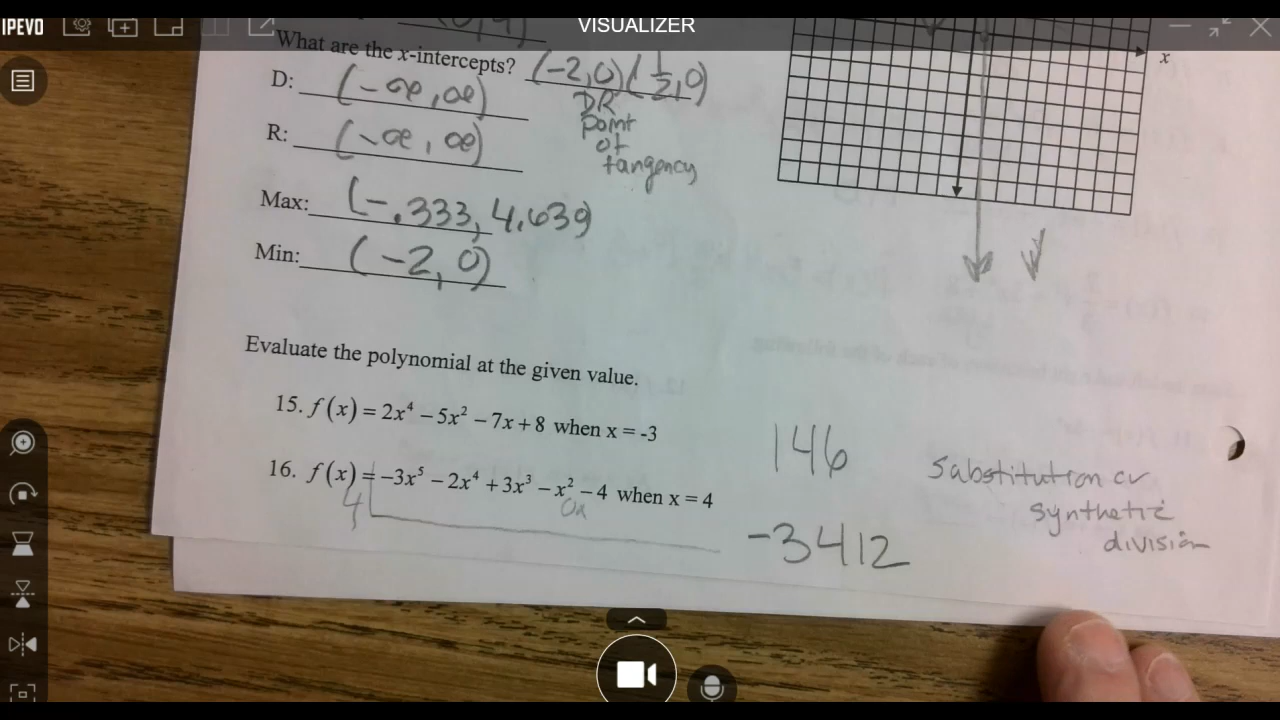 IPEVO
VISUALIZER
What are the x-intercepts? (-2,0)(1/2,0)
D: (-∞,∞)
DR
point
of
tangency
R: (-∞,∞)
Max: (-.333,4.639)
Min: (-2,0)
x
Evaluate the polynomial at the given value.
15. f(x) = 2x⁴ − 5x² − 7x + 8 when x = -3
146
16. f(x) = −3x⁵ − 2x⁴ + 3x³ − x² − 4 when x = 4
4
0x
-3412
Substitution or
synthetic
division